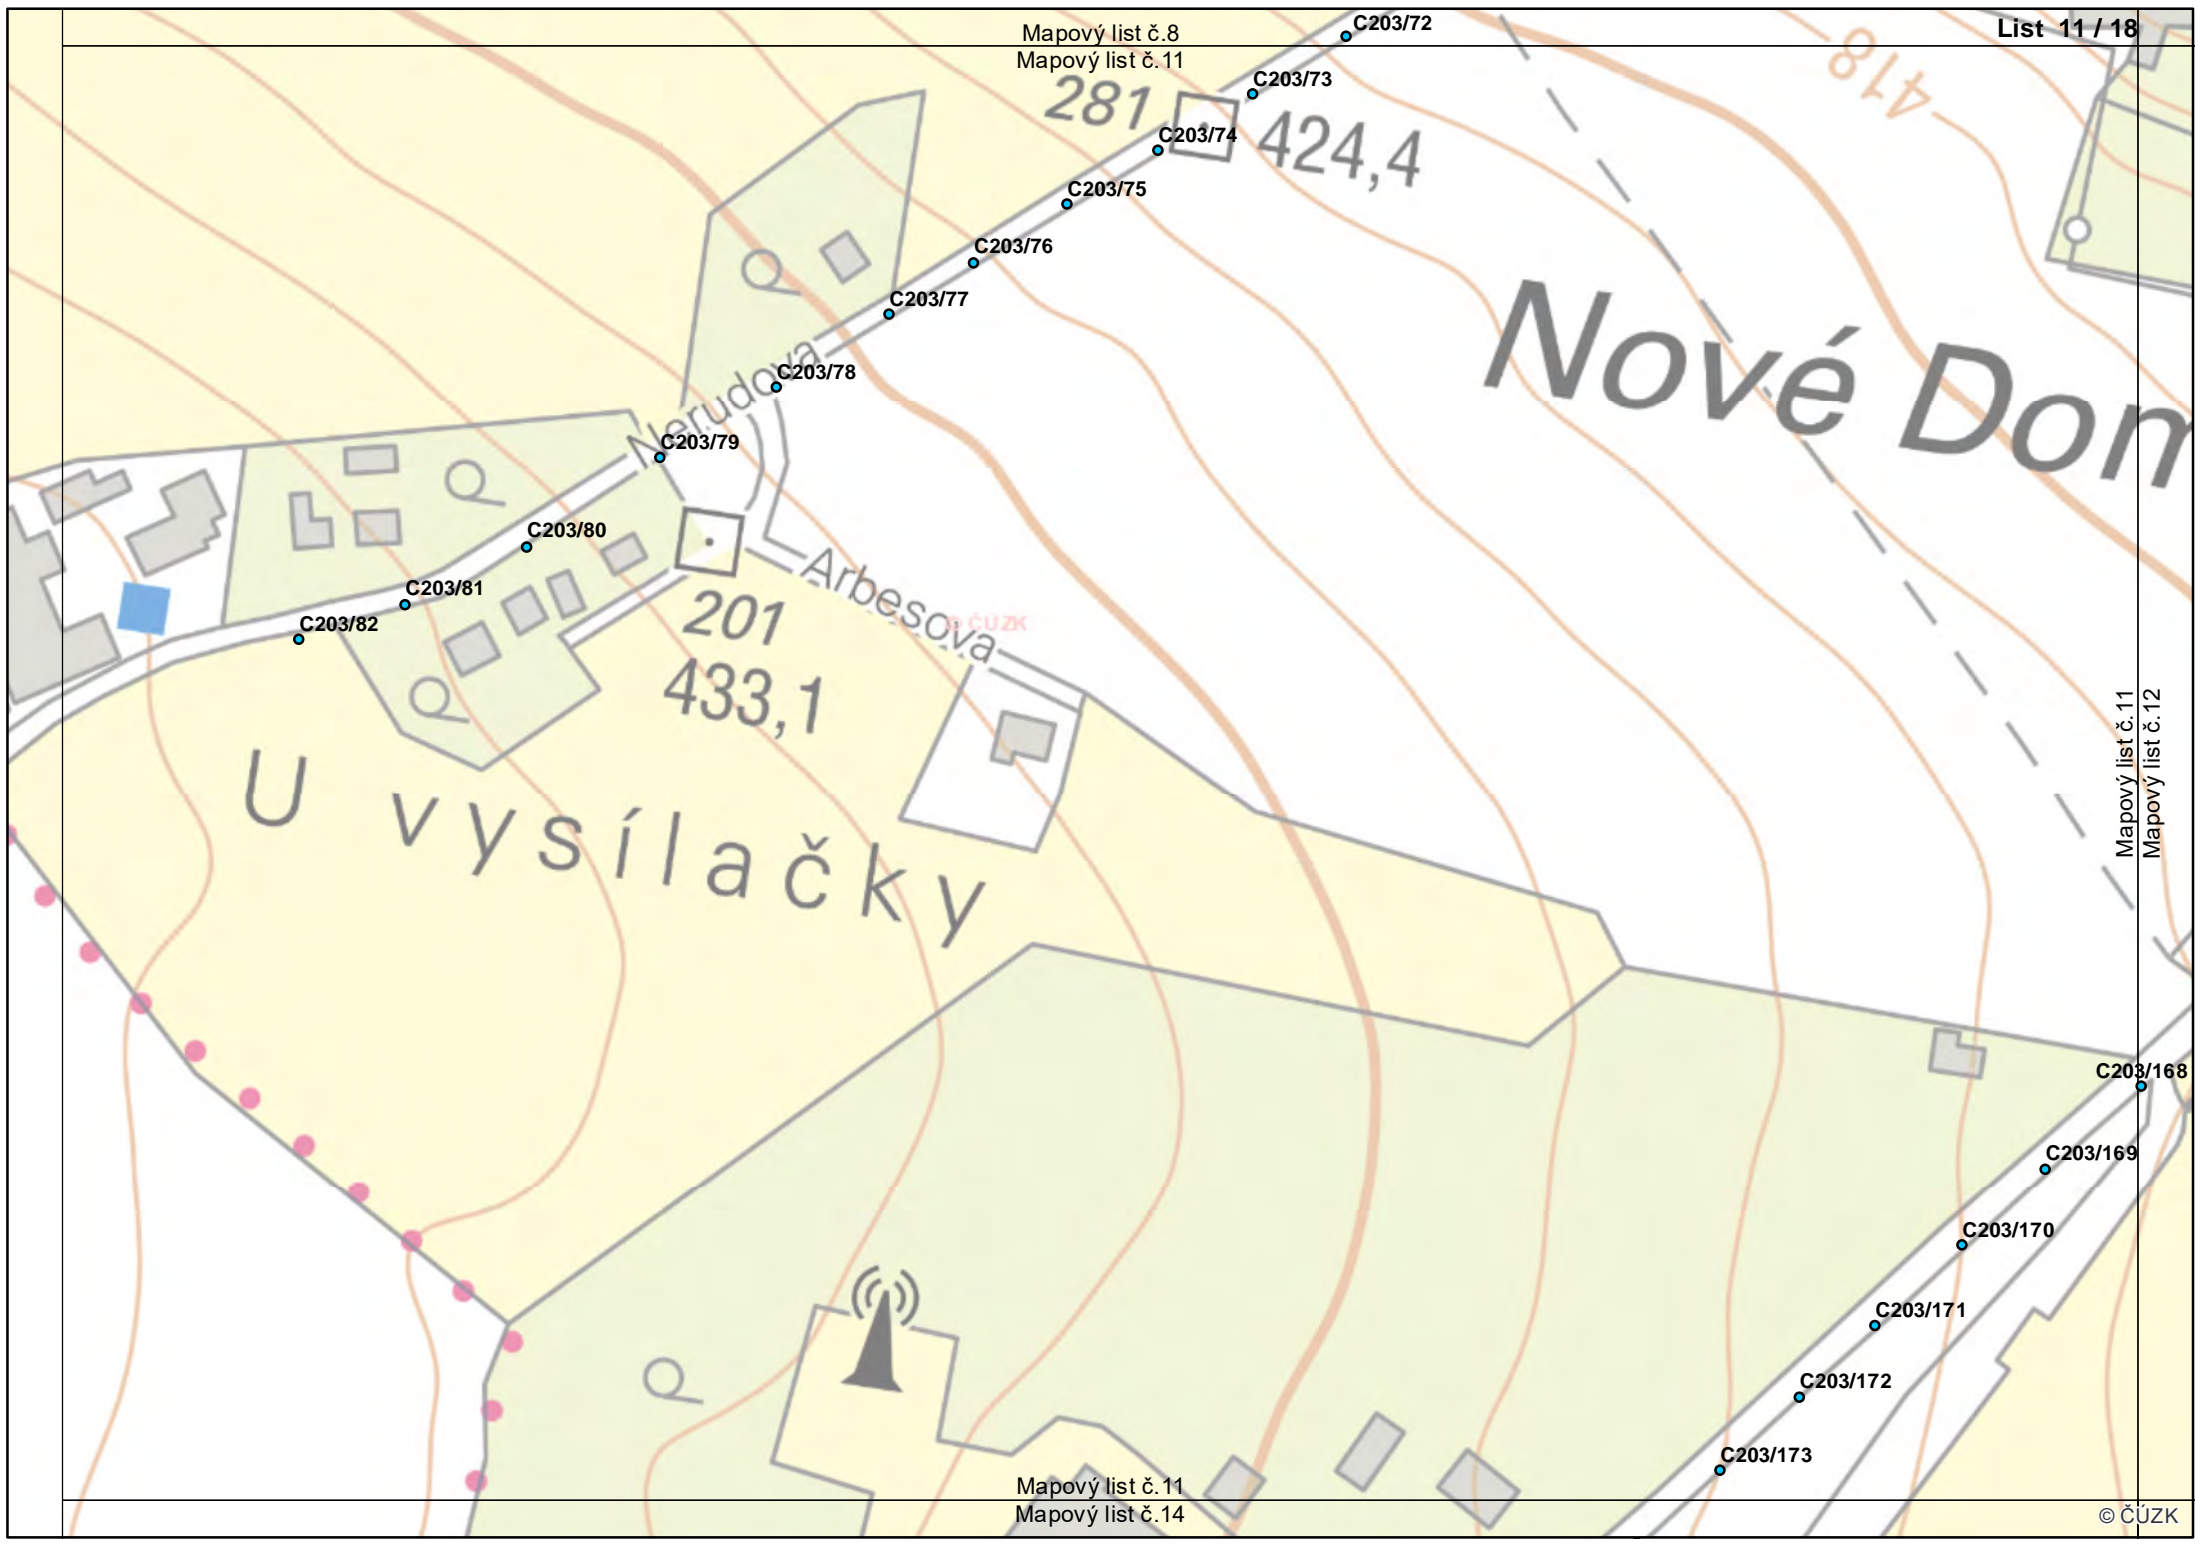 C203/72
List 11 / 18
Mapový list č.8
Mapový list č.11
418
C203/73
281
424,4
C203/74
C203/75
C203/76
C203/77
Nové Dom
Nerudova
C203/78
C203/79
C203/80
Arbesova
C203/81
201
© ČÚZK
C203/82
433,1
Mapový list č.11
Mapový list č.12
U vysílačky
C203/168
C203/169
C203/170
C203/171
C203/172
C203/173
Mapový list č.11
Mapový list č.14
© ČÚZK